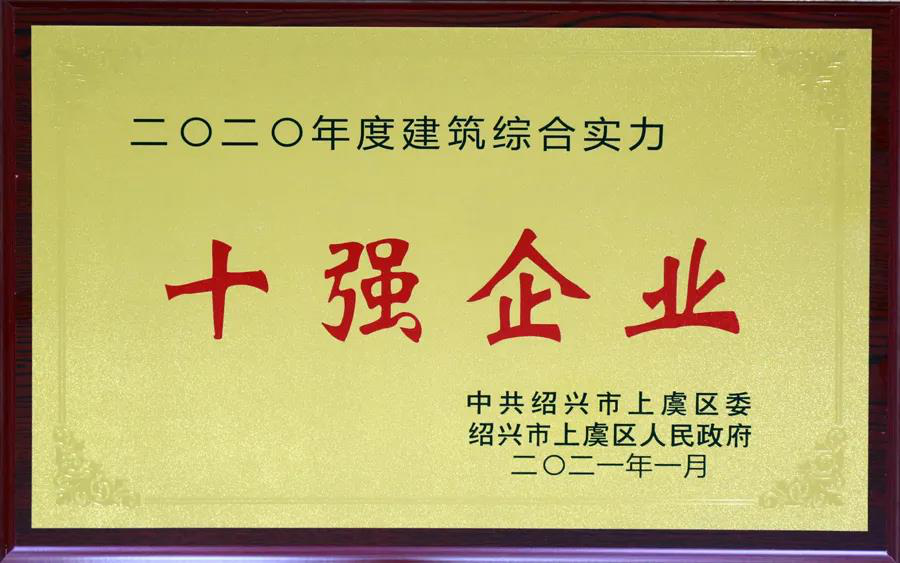 二〇二〇年度建筑综合实力
十强企业
中共绍兴市上虞区委
绍兴市上虞区人民政府
二〇二一年一月